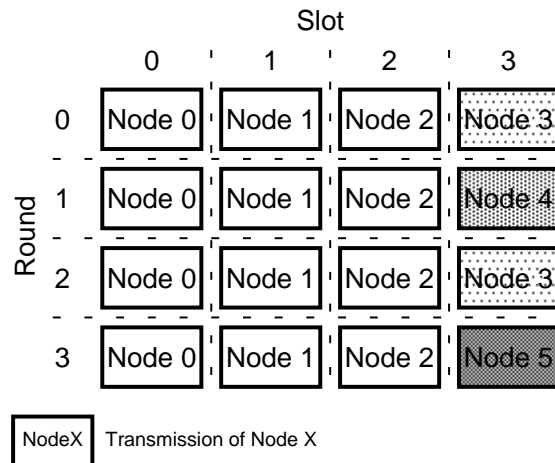 Slot
0 1 2 3
Round
0 Node 0 Node 1 Node 2 Node 3
1 Node 0 Node 1 Node 2 Node 4
2 Node 0 Node 1 Node 2 Node 3
3 Node 0 Node 1 Node 2 Node 5
NodeX Transmission of Node X